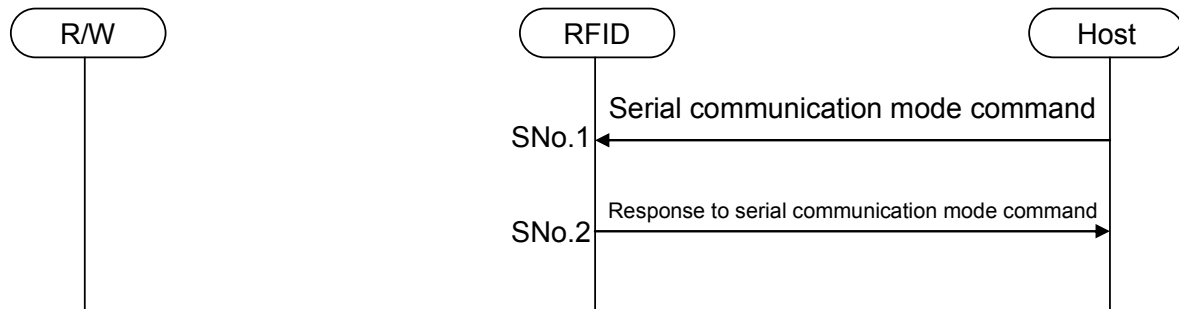 R/W
RFID
Host
Serial communication mode command
SNo.1
Response to serial communication mode command
SNo.2